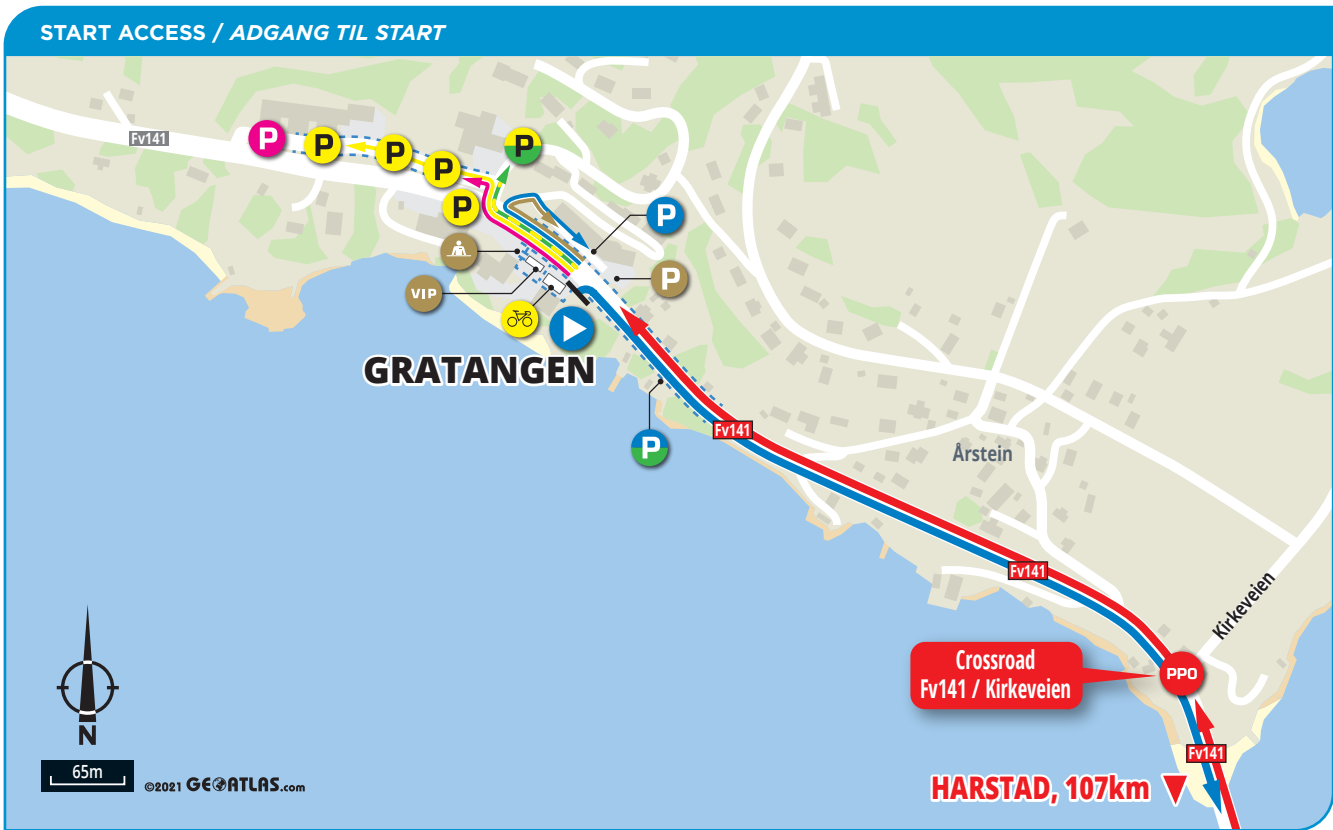 START ACCESS / ADGANG TIL START
Fv141
P
P
P
P
P
P
P
P
VIP
GRATANGEN
P
Fv141
Årstein
Fv141
Kirkeveien
Crossroad
Fv141 / Kirkeveien
PPO
Fv141
HARSTAD, 107km
N
65m
©2021 GEOATLAS.com